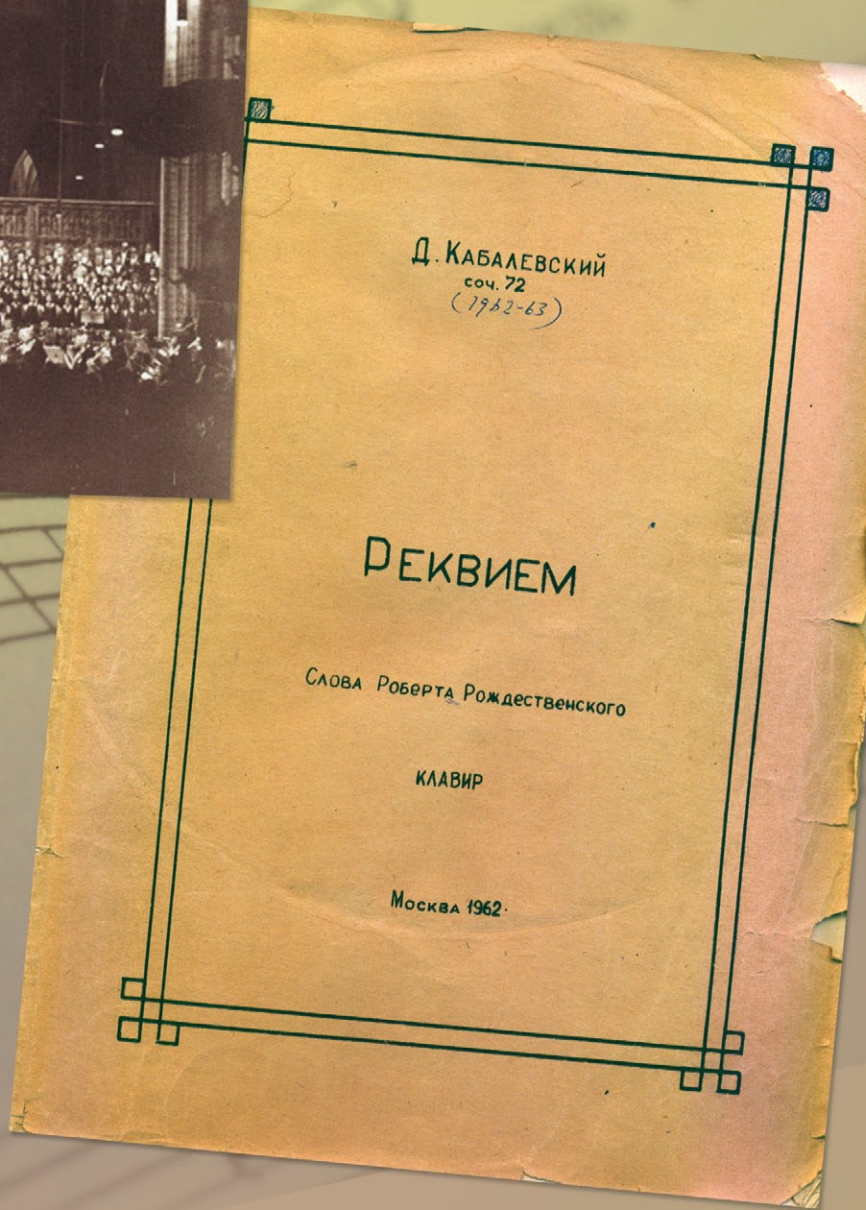 Д. КАБАЛЕВСКИЙ
соч. 72
(1962-63)
РЕКВИЕМ
СЛОВА РОБЕРТА РОЖДЕСТВЕНСКОГО
КЛАВИР
МОСКВА 1962.